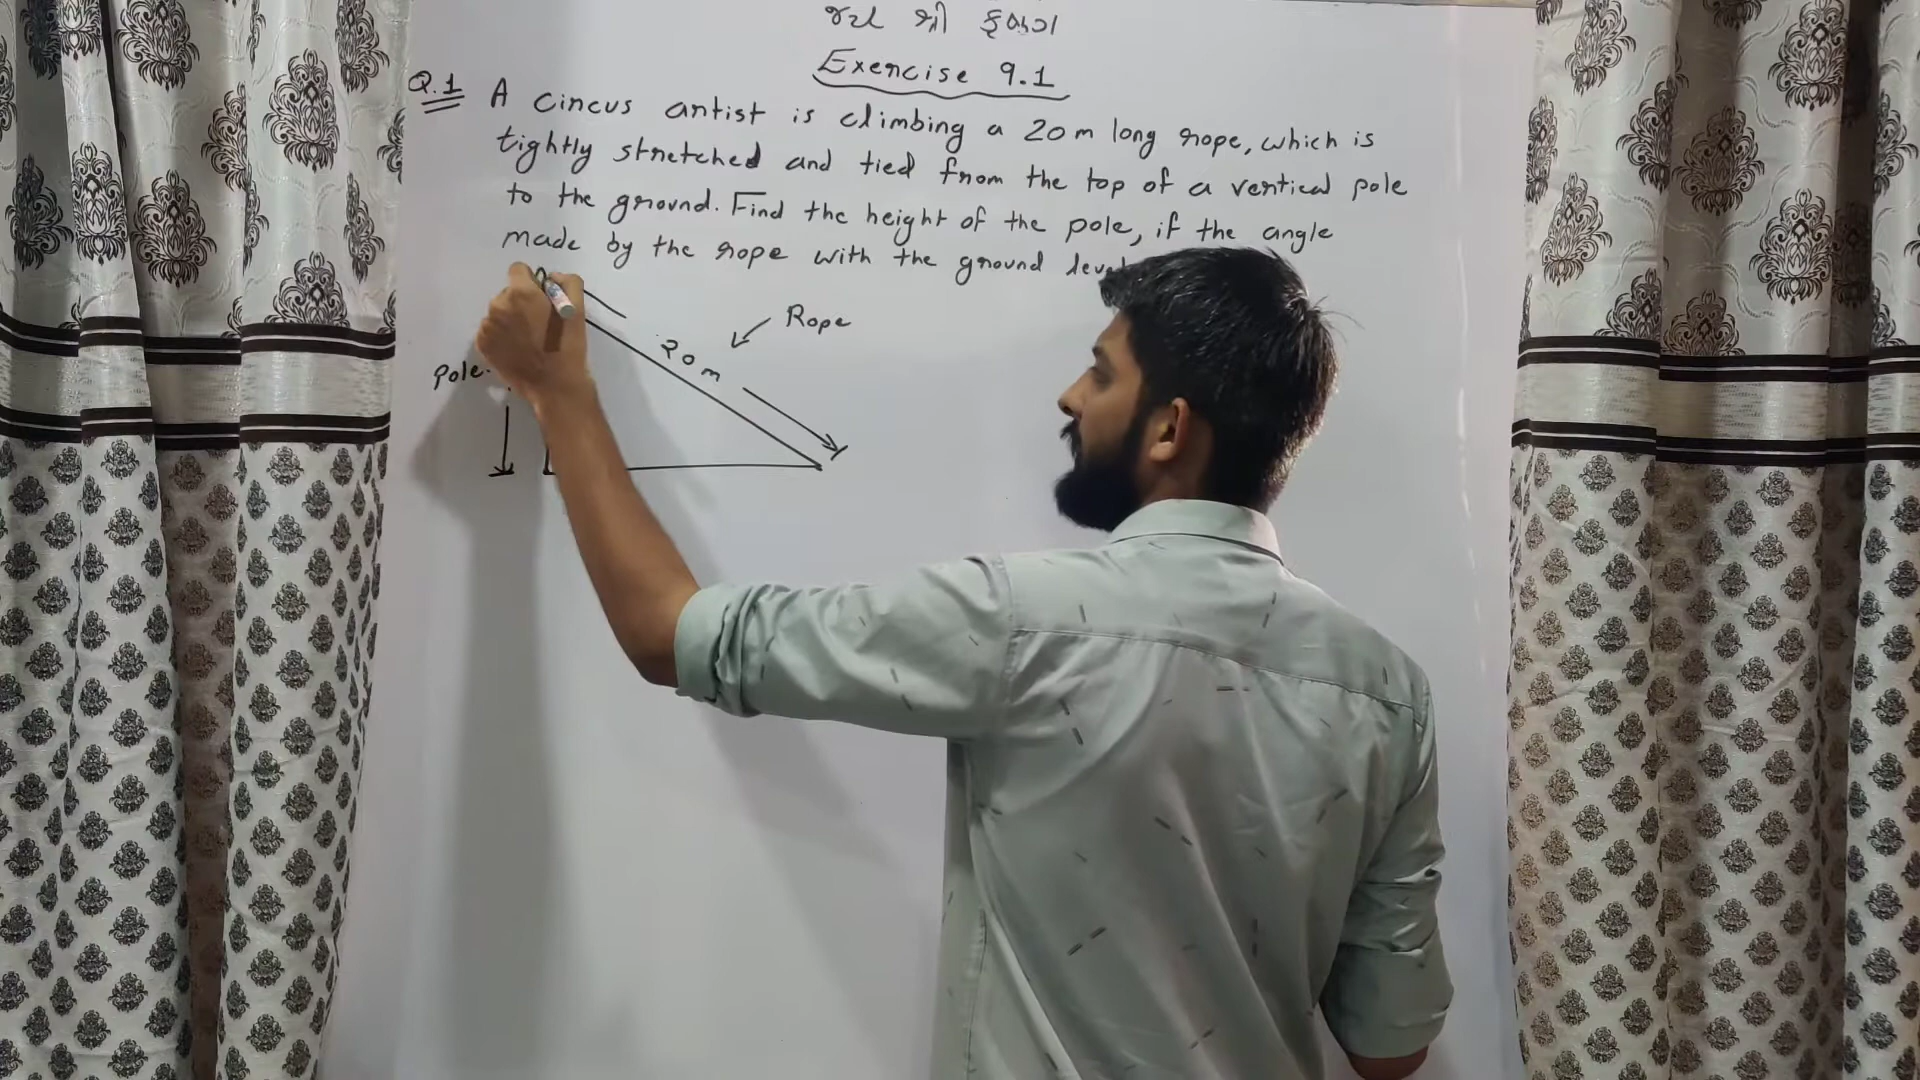 જય શ્રી કૃષ્ણ
Exercise 9.1
Q.1 A circus artist is climbing a 20 m long rope, which is
tightly stretched and tied from the top of a vertical pole
to the ground. Find the height of the pole, if the angle
made by the rope with the ground
Rope
20 m
Pole